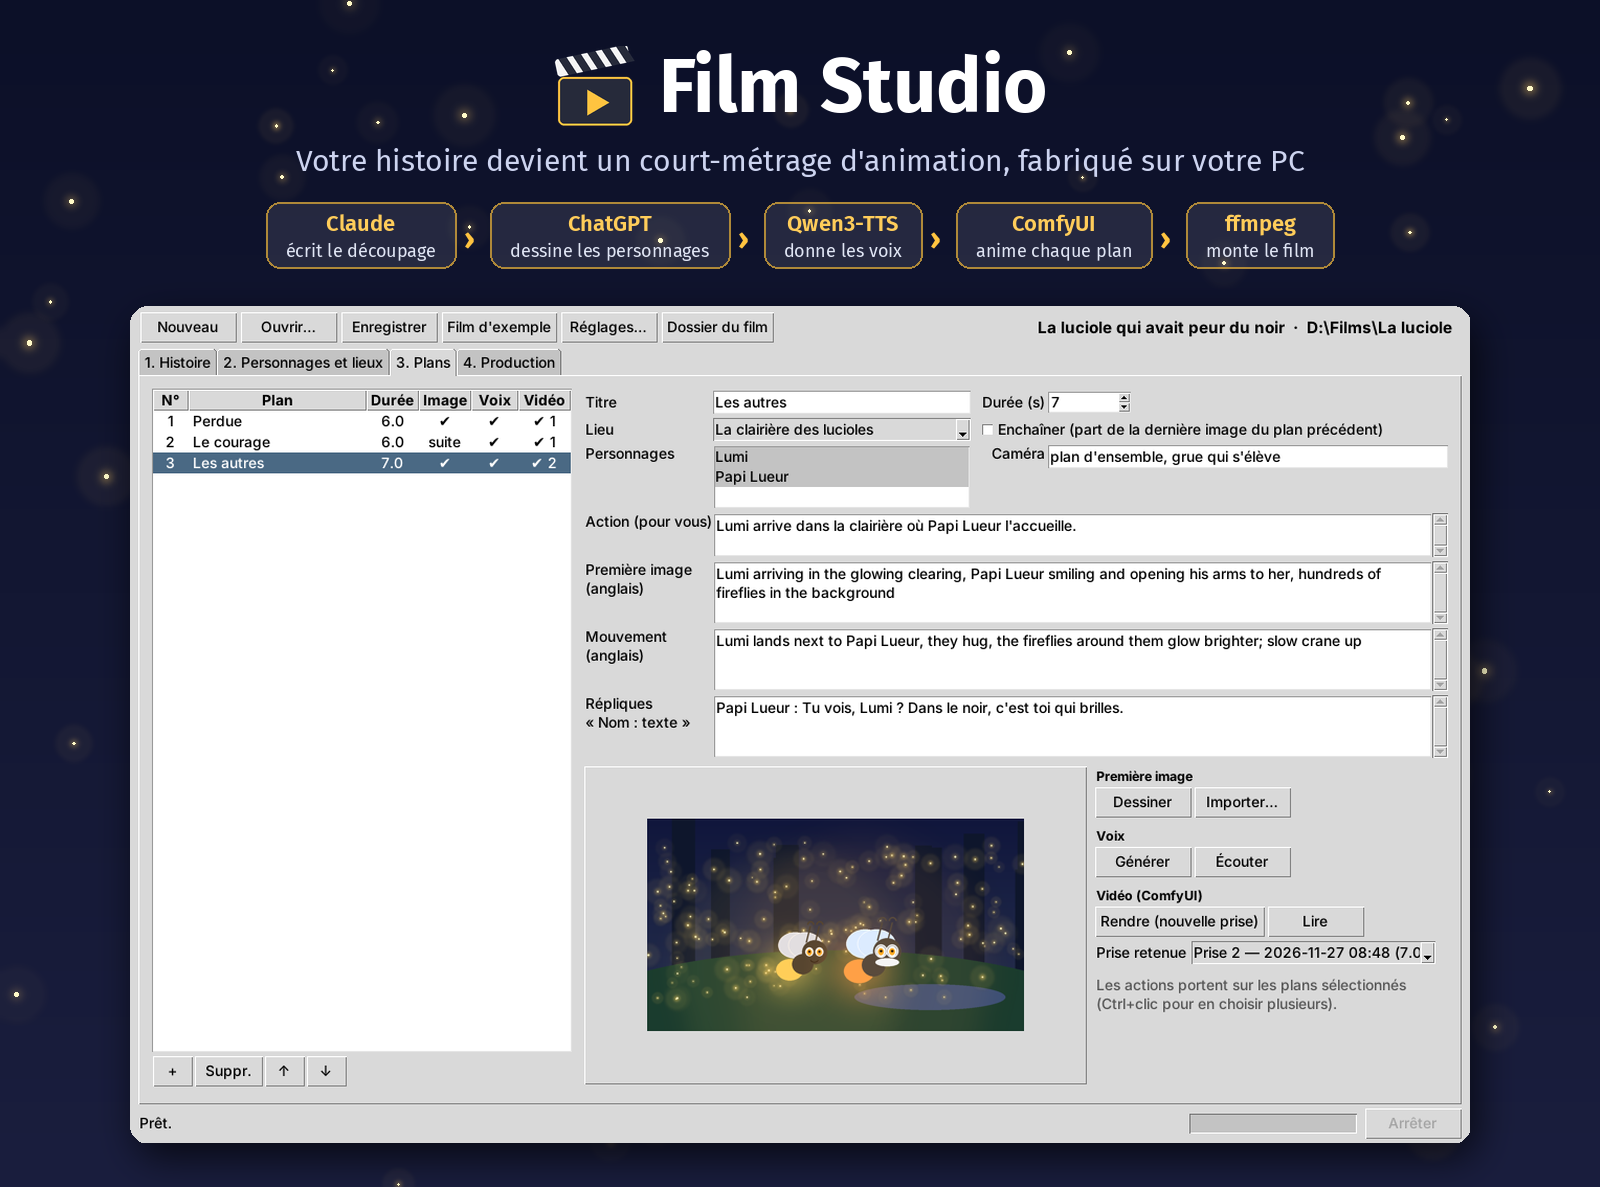 Film Studio
Votre histoire devient un court-métrage d'animation, fabriqué sur votre PC
Claude
écrit le découpage
›
ChatGPT
dessine les personnages
›
Qwen3-TTS
donne les voix
›
ComfyUI
anime chaque plan
›
ffmpeg
monte le film
Nouveau Ouvrir... Enregistrer Film d'exemple Réglages... Dossier du film La luciole qui avait peur du noir · D:\Films\La luciole
1. Histoire 2. Personnages et lieux 3. Plans 4. Production
N° Plan Durée Image Voix Vidéo
1 Perdue 6.0 ✔ ✔ ✔ 1
2 Le courage 6.0 suite ✔ ✔ 1
3 Les autres 7.0 ✔ ✔ ✔ 2
+ Suppr. ↑ ↓
Titre Les autres Durée (s) 7
Lieu La clairière des lucioles Enchaîner (part de la dernière image du plan précédent)
Personnages Lumi Caméra plan d'ensemble, grue qui s'élève
Papi Lueur
Action (pour vous) Lumi arrive dans la clairière où Papi Lueur l'accueille.
Première image Lumi arriving in the glowing clearing, Papi Lueur smiling and opening his arms to her, hundreds of
(anglais) fireflies in the background
Mouvement Lumi lands next to Papi Lueur, they hug, the fireflies around them glow brighter; slow crane up
(anglais)
Répliques Papi Lueur : Tu vois, Lumi ? Dans le noir, c'est toi qui brilles.
« Nom : texte »
Première image
Dessiner Importer...
Voix
Générer Écouter
Vidéo (ComfyUI)
Rendre (nouvelle prise) Lire
Prise retenue Prise 2 — 2026-11-27 08:48 (7.0
Les actions portent sur les plans sélectionnés
(Ctrl+clic pour en choisir plusieurs).
Prêt. Arrêter